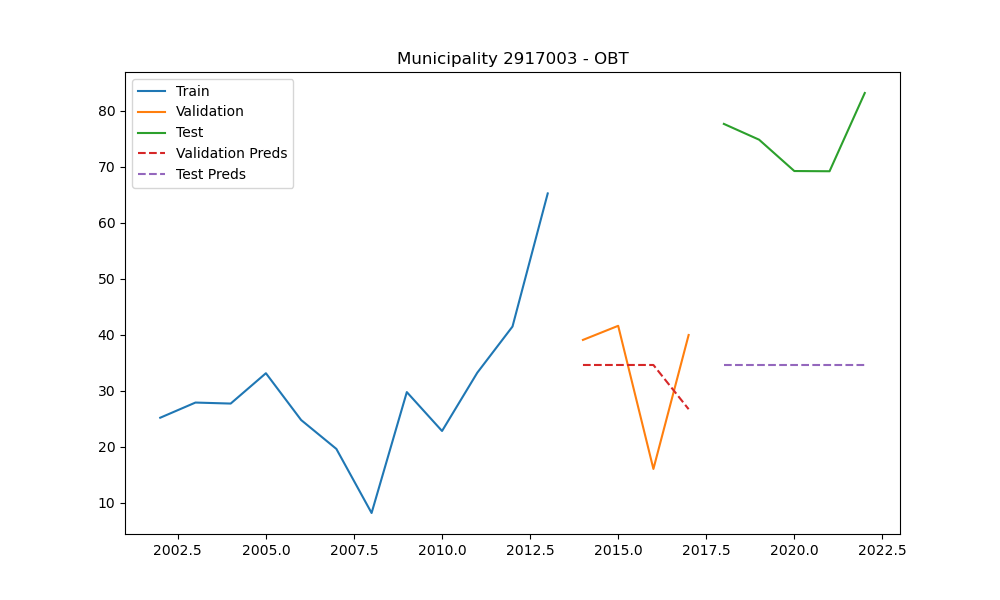 Municipality 2917003 - OBT
Train
Validation
Test
Validation Preds
Test Preds
80
70
60
50
40
30
20
10
2002.5 2005.0 2007.5 2010.0 2012.5 2015.0 2017.5 2020.0 2022.5